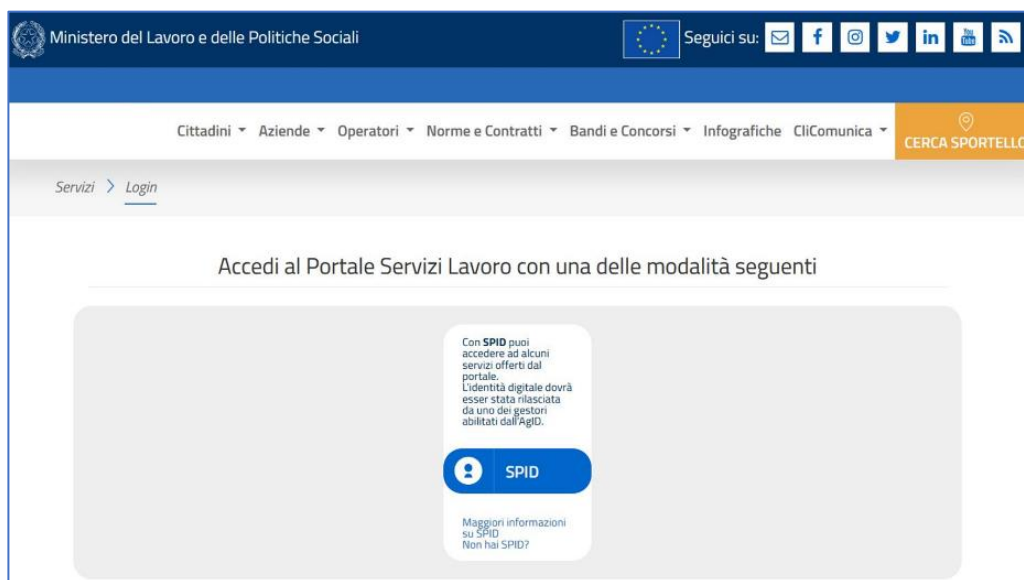 Ministero del Lavoro e delle Politiche Sociali
Seguici su:
Cittadini Aziende Operatori Norme e Contratti Bandi e Concorsi Infografiche CliComunica
CERCA SPORTELLO
Servizi > Login
Accedi al Portale Servizi Lavoro con una delle modalità seguenti
Con SPID puoi
accedere ad alcuni
servizi offerti dal
portale.
L'identità digitale dovrà
esser stata rilasciata
da uno dei gestori
abilitati dall'AgID.
SPID
Maggiori informazioni
su SPID
Non hai SPID?